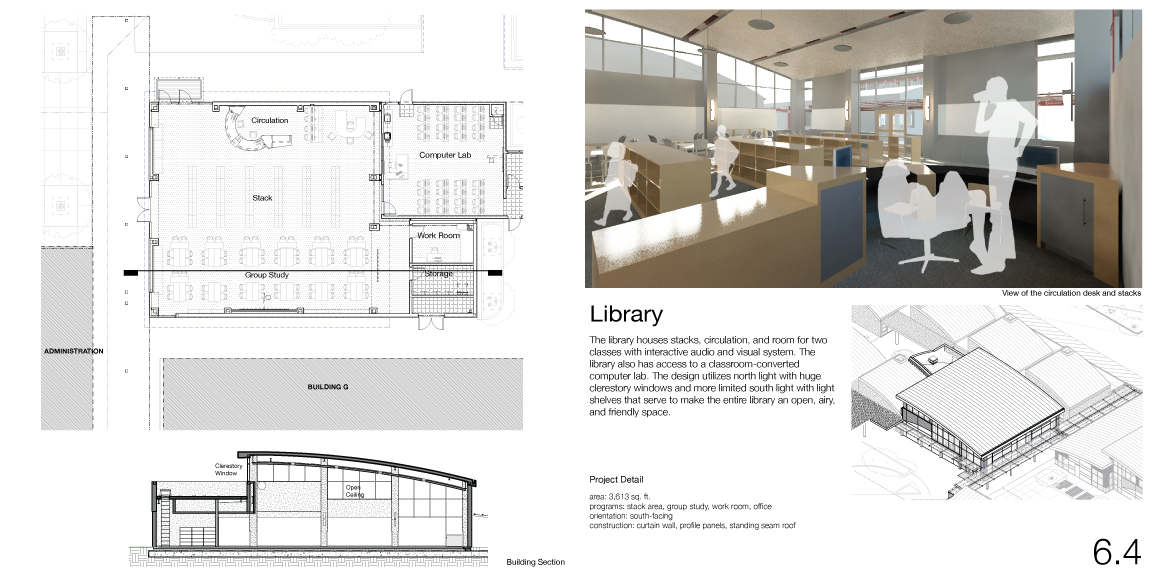 Circulation
Computer Lab
Stack
Work Room
Group Study
Storage
ADMINISTRATION
BUILDING G
Clerestory
Window
Open
Ceiling
Building Section
View of the circulation desk and stacks
Library
The library houses stacks, circulation, and room for two
classes with interactive audio and visual system. The
library also has access to a classroom-converted
computer lab. The design utilizes north light with huge
clerestory windows and more limited south light with light
shelves that serve to make the entire library an open, airy,
and friendly space.
Project Detail
area: 3,613 sq. ft.
programs: stack area, group study, work room, office
orientation: south-facing
construction: curtain wall, profile panels, standing seam roof
6.4